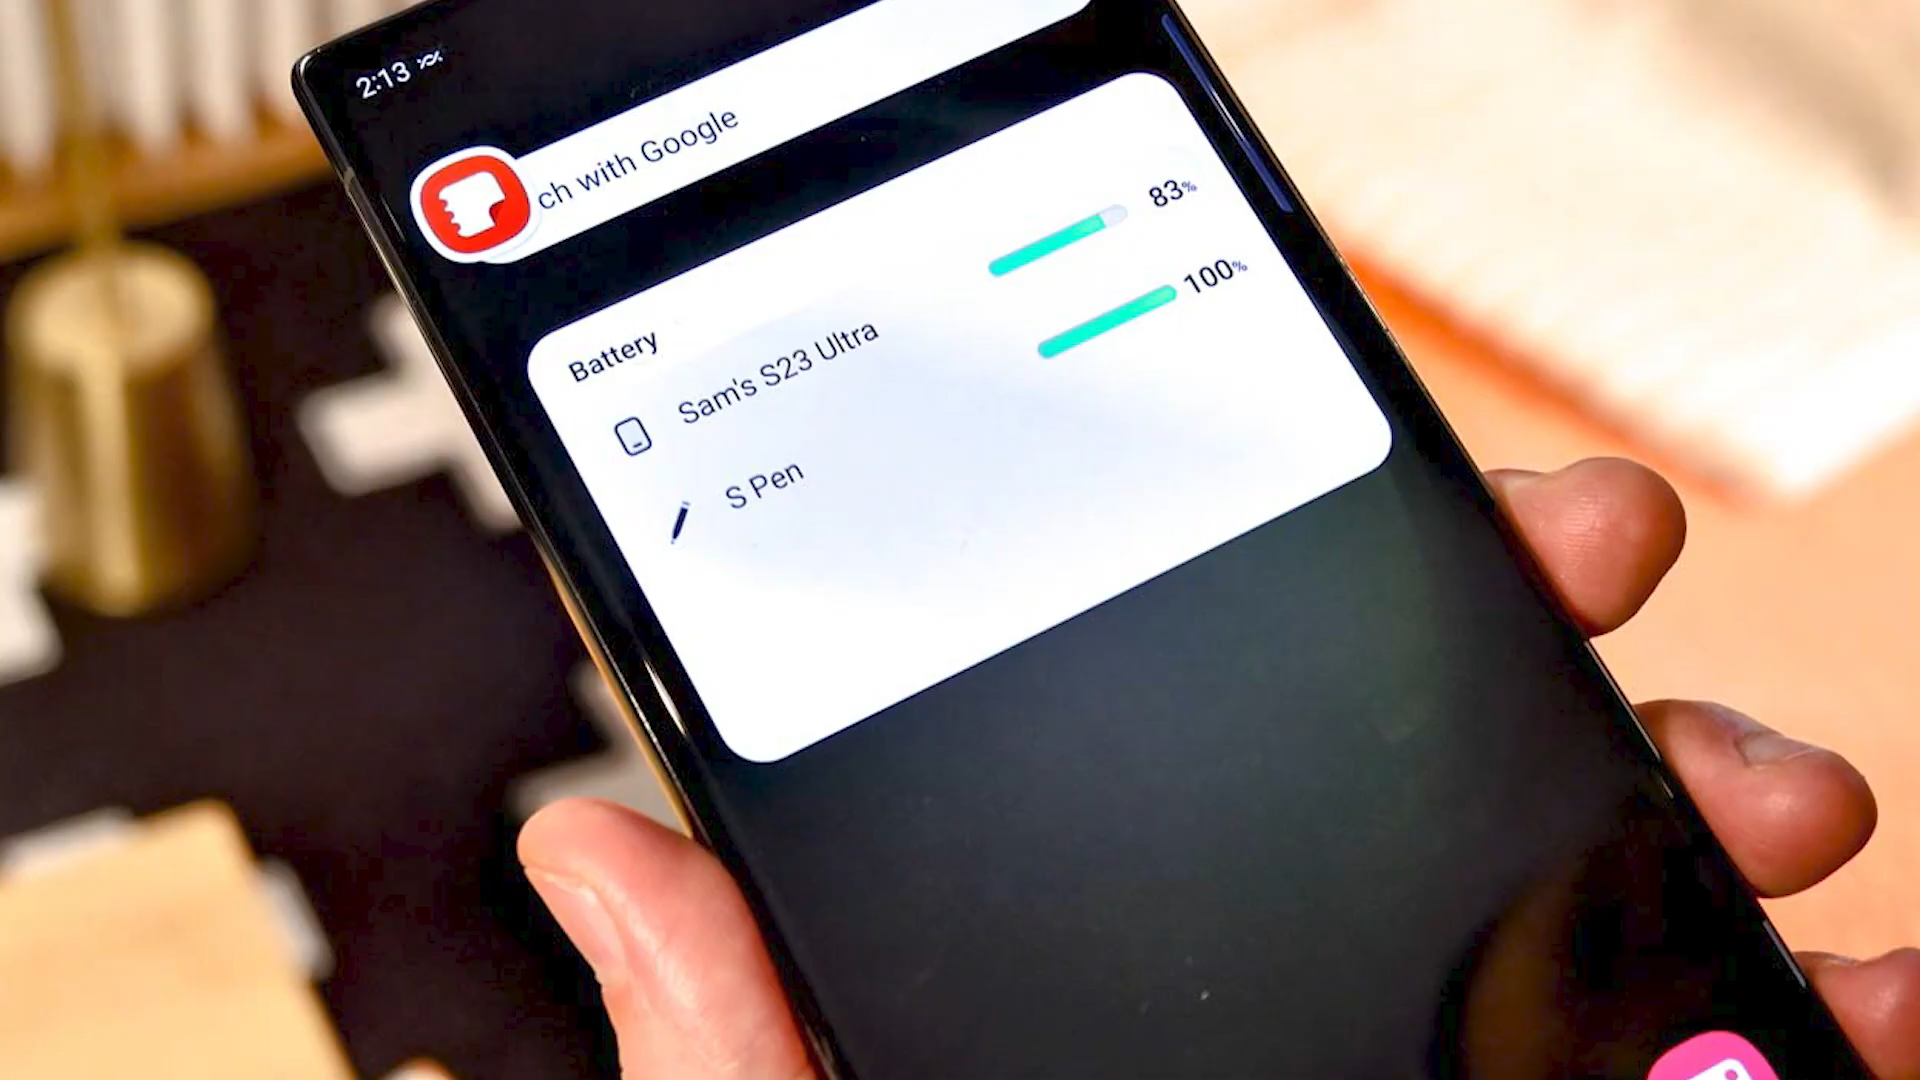 2:13
ch with Google
Battery
Sam's S23 Ultra 83%
S Pen 100%